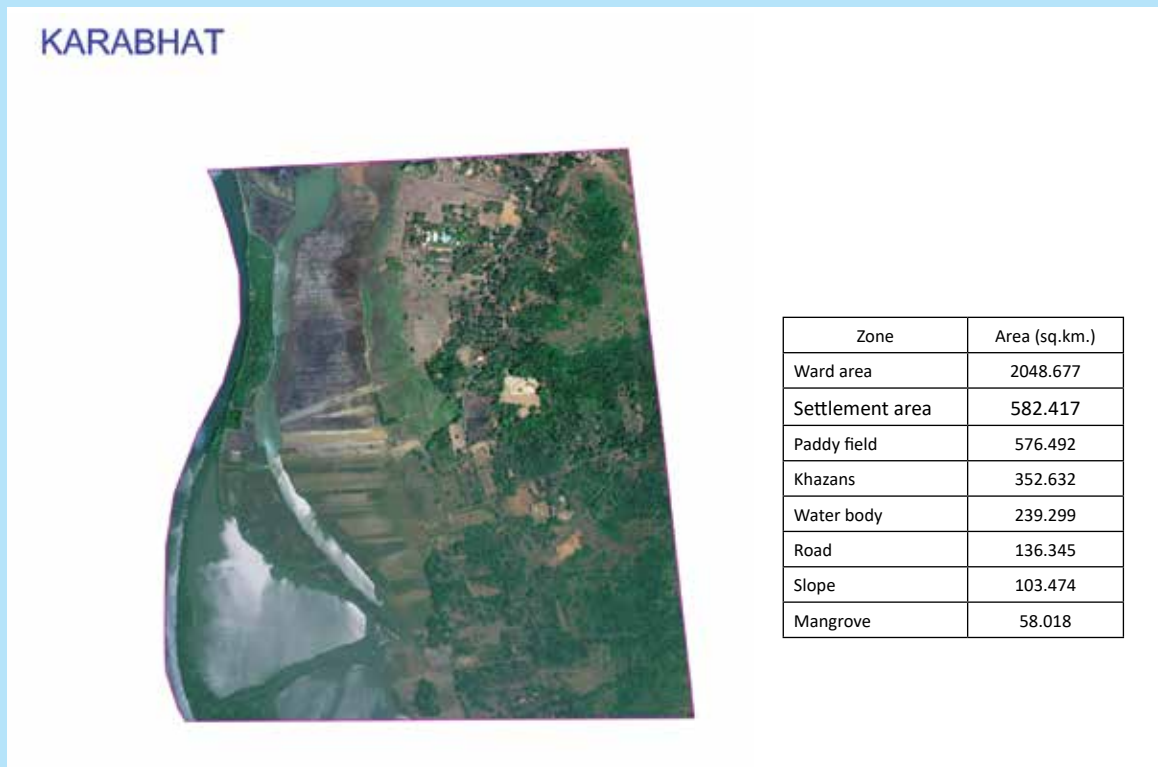 KARABHAT
Zone Area (sq.km.)
Ward area 2048.677
Settlement area 582.417
Paddy field 576.492
Khazans 352.632
Water body 239.299
Road 136.345
Slope 103.474
Mangrove 58.018